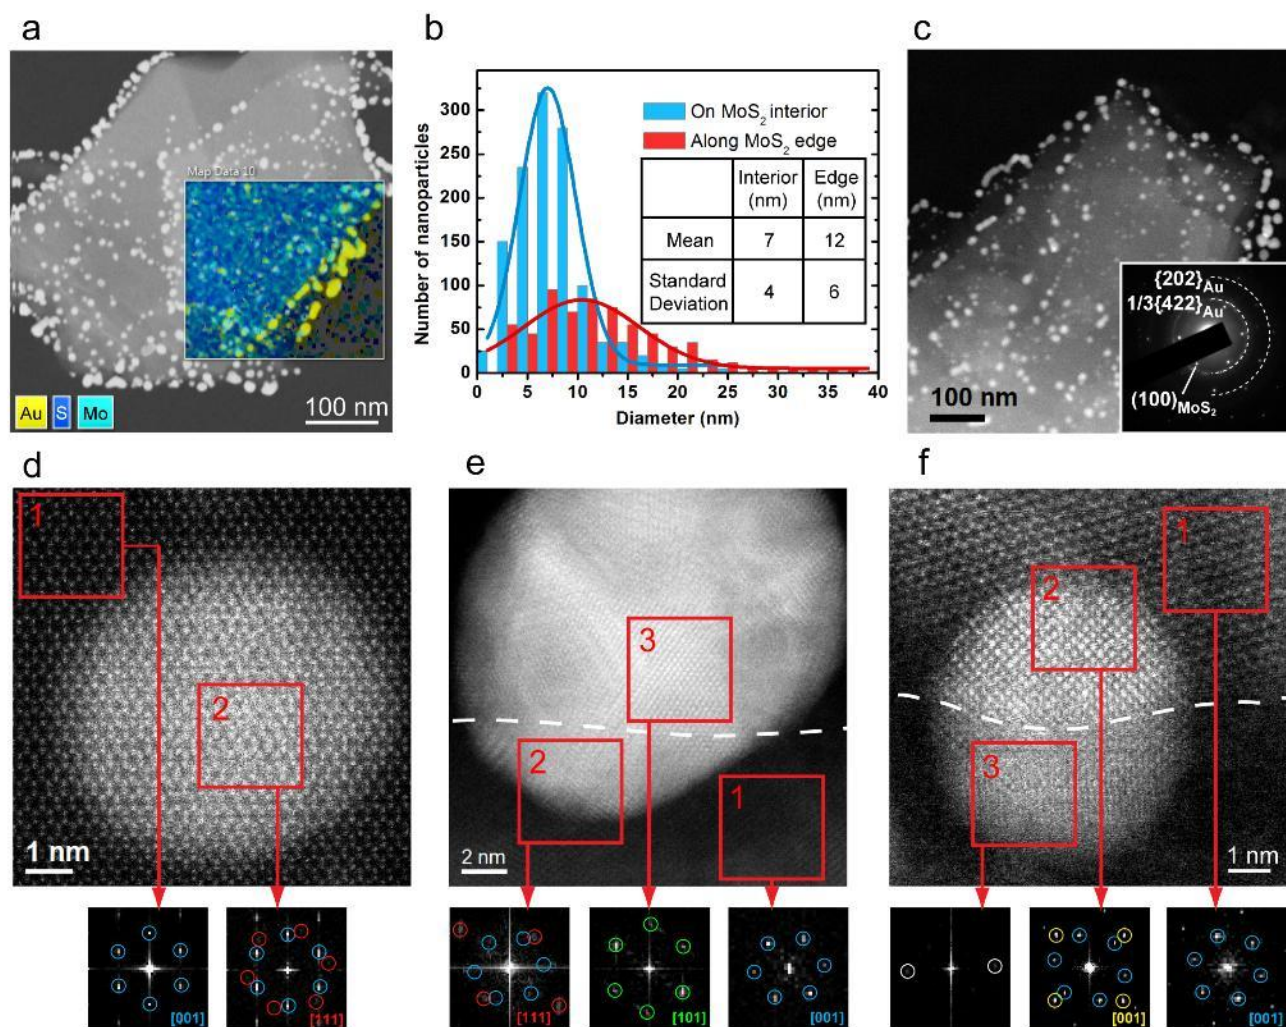 a
b
c
Map Data 10
Au
S
Mo
100 nm
Number of nanoparticles
300
250
200
150
100
50
0
0
5
10
15
20
25
30
35
40
Diameter (nm)
On MoS₂ interior
Along MoS₂ edge
Interior (nm)
Edge (nm)
Mean
7
12
Standard Deviation
4
6
{202}Au
1/3{422}Au
(100)MoS₂
100 nm
d
e
f
1
2
1 nm
3
2
1
2 nm
1
2
3
1 nm
[001]
[111]
[111]
[101]
[001]
[001]
[001]